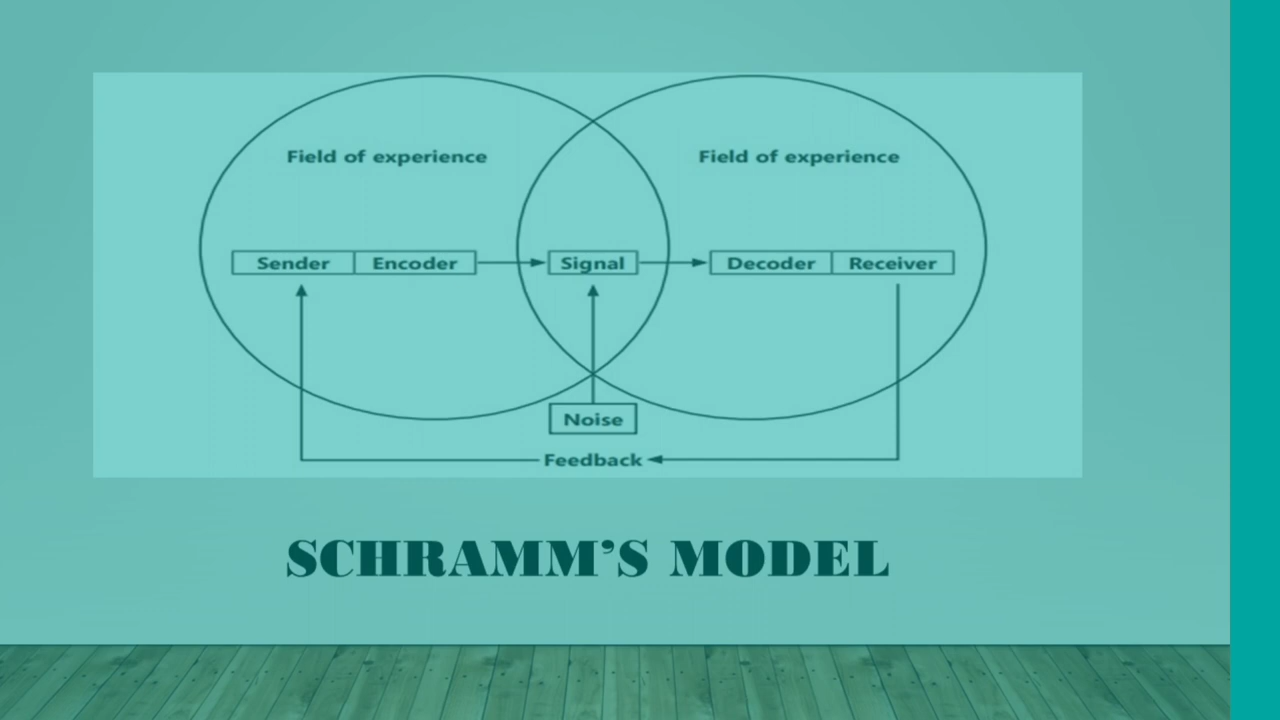 Field of experience Field of experience
Sender Encoder Signal Decoder Receiver
Noise
Feedback
SCHRAMM’S MODEL